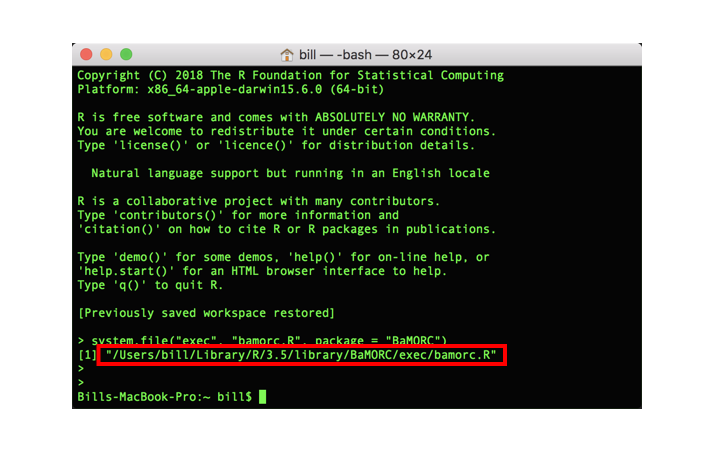 bill — -bash — 80×24
Copyright (C) 2018 The R Foundation for Statistical Computing
Platform: x86_64-apple-darwin15.6.0 (64-bit)
R is free software and comes with ABSOLUTELY NO WARRANTY.
You are welcome to redistribute it under certain conditions.
Type 'license()' or 'licence()' for distribution details.
Natural language support but running in an English locale
R is a collaborative project with many contributors.
Type 'contributors()' for more information and
'citation()' on how to cite R or R packages in publications.
Type 'demo()' for some demos, 'help()' for on-line help, or
'help.start()' for an HTML browser interface to help.
Type 'q()' to quit R.
[Previously saved workspace restored]
> system.file("exec", "bamorc.R", package = "BaMORC")
[1] "/Users/bill/Library/R/3.5/library/BaMORC/exec/bamorc.R"
>
>
Bills-MacBook-Pro:~ bill$